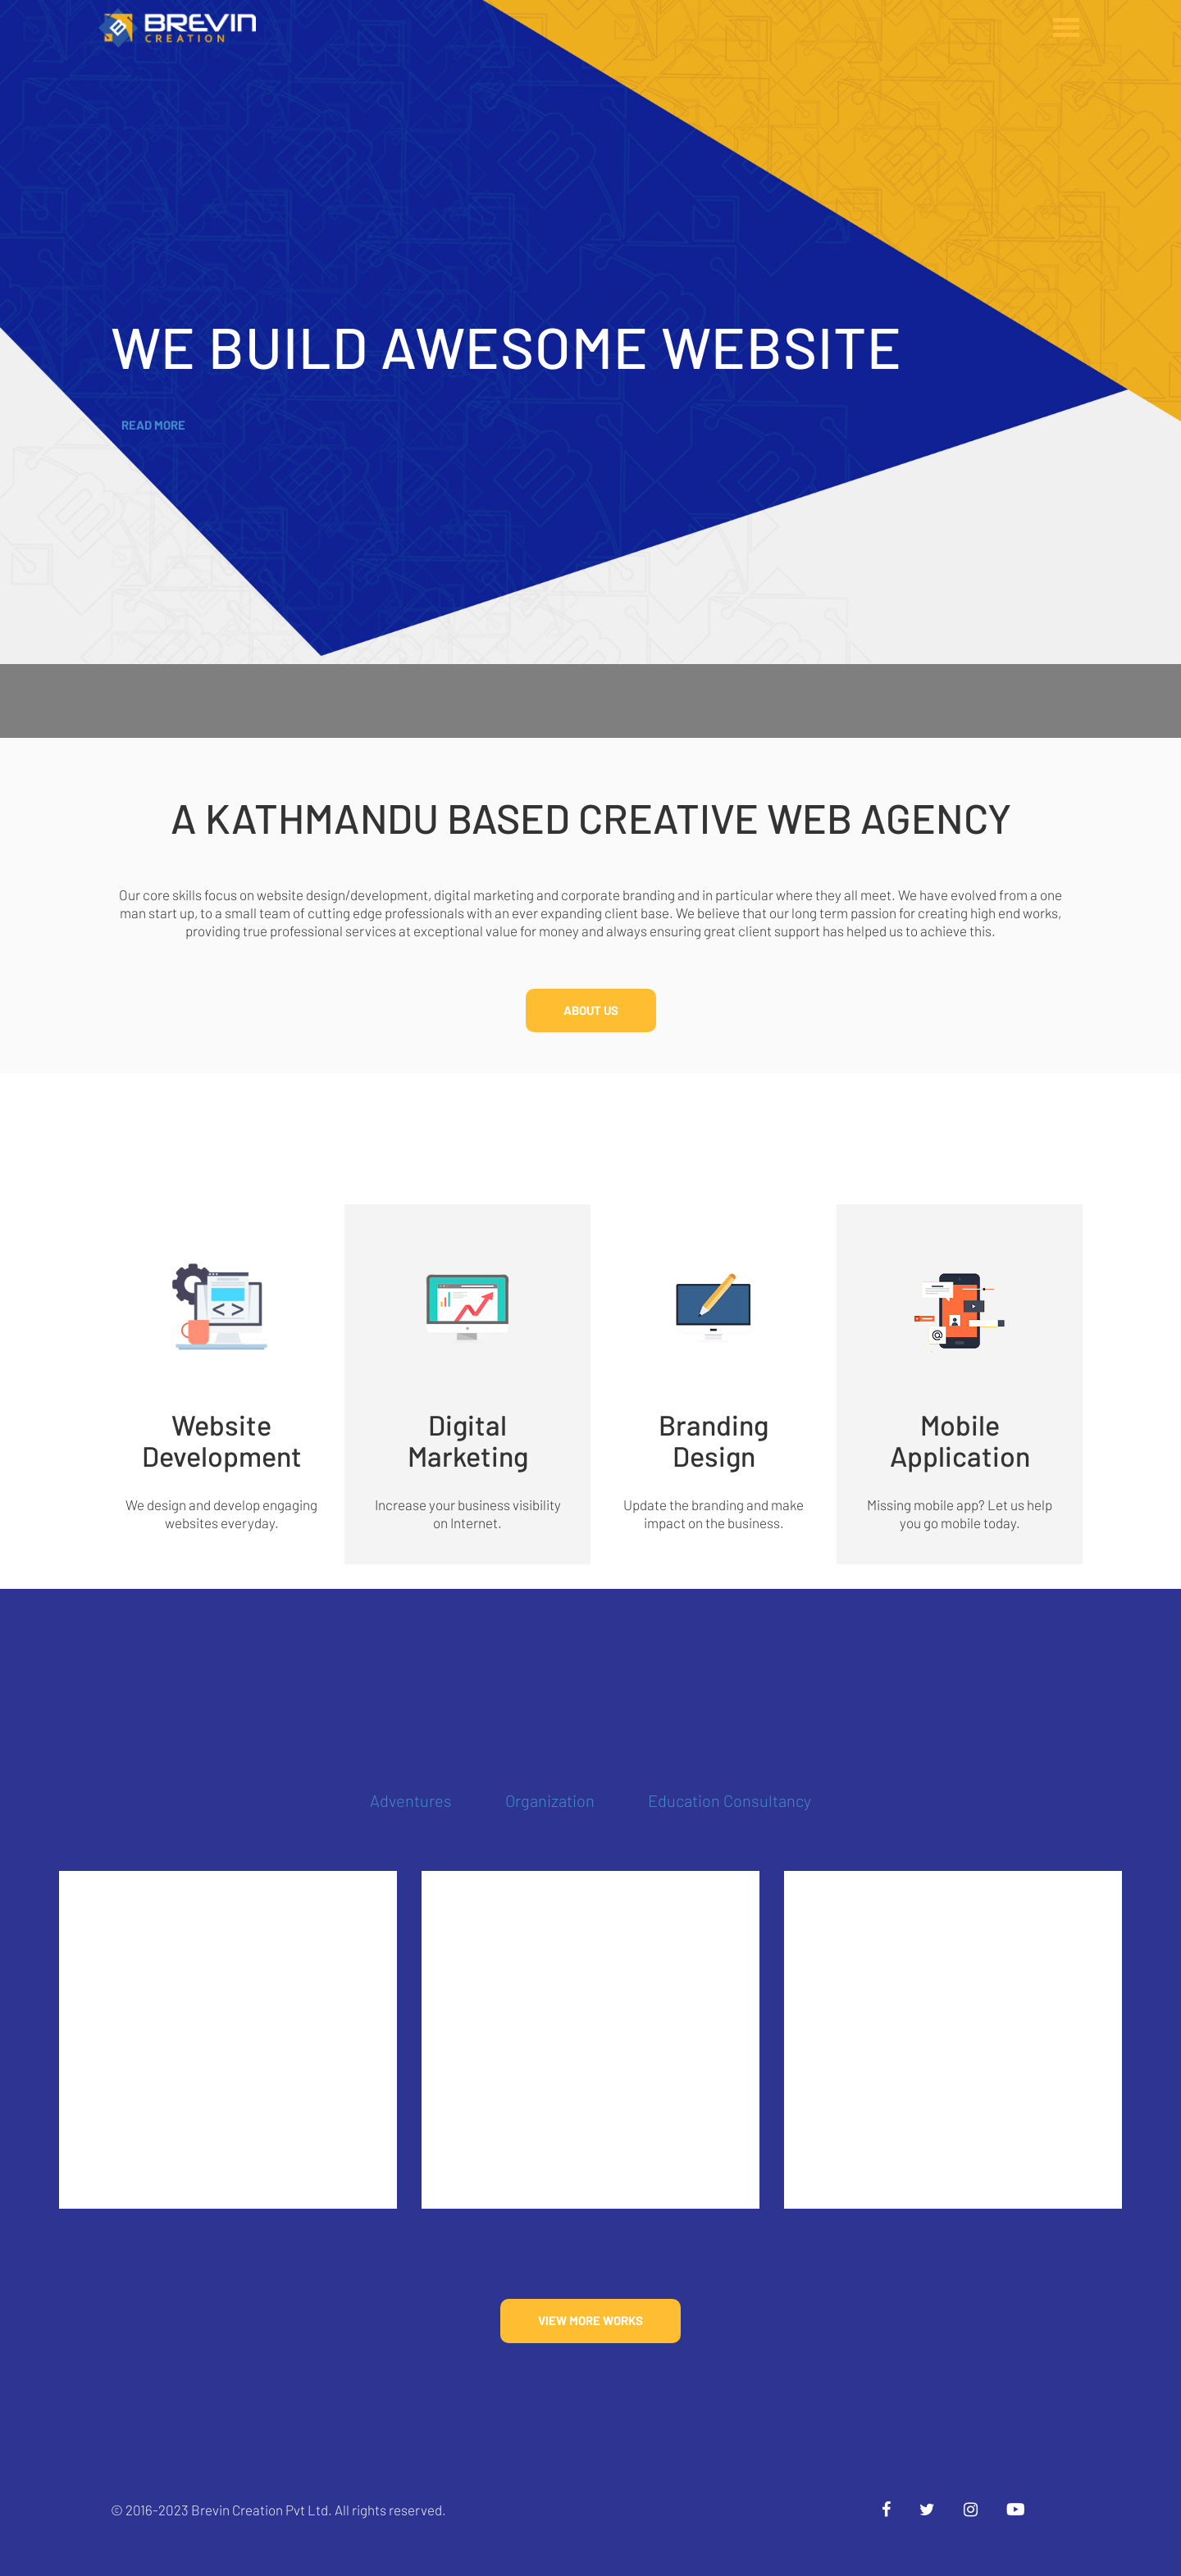 BREVIN
CREATION
WE BUILD AWESOME WEBSITE
READ MORE
A KATHMANDU BASED CREATIVE WEB AGENCY
Our core skills focus on website design/development, digital marketing and corporate branding and in particular where they all meet. We have evolved from a one
man start up, to a small team of cutting edge professionals with an ever expanding client base. We believe that our long term passion for creating high end works,
providing true professional services at exceptional value for money and always ensuring great client support has helped us to achieve this.
ABOUT US
Website
Development
We design and develop engaging
websites everyday.
Digital
Marketing
Increase your business visibility
on Internet.
Branding
Design
Update the branding and make
impact on the business.
Mobile
Application
Missing mobile app? Let us help
you go mobile today.
Adventures
Organization
Education Consultancy
VIEW MORE WORKS
© 2016-2023 Brevin Creation Pvt Ltd. All rights reserved.